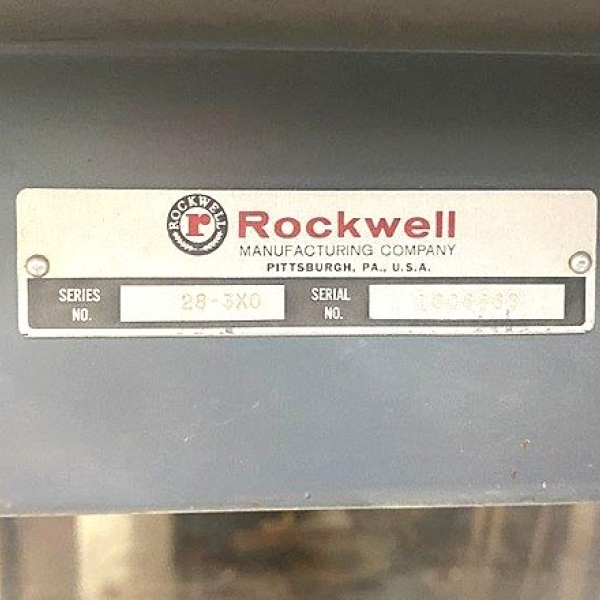 ROCKWELL
r
Rockwell
MANUFACTURING COMPANY
PITTSBURGH, PA., U.S.A.
SERIES NO. 28-3X0
SERIAL NO.